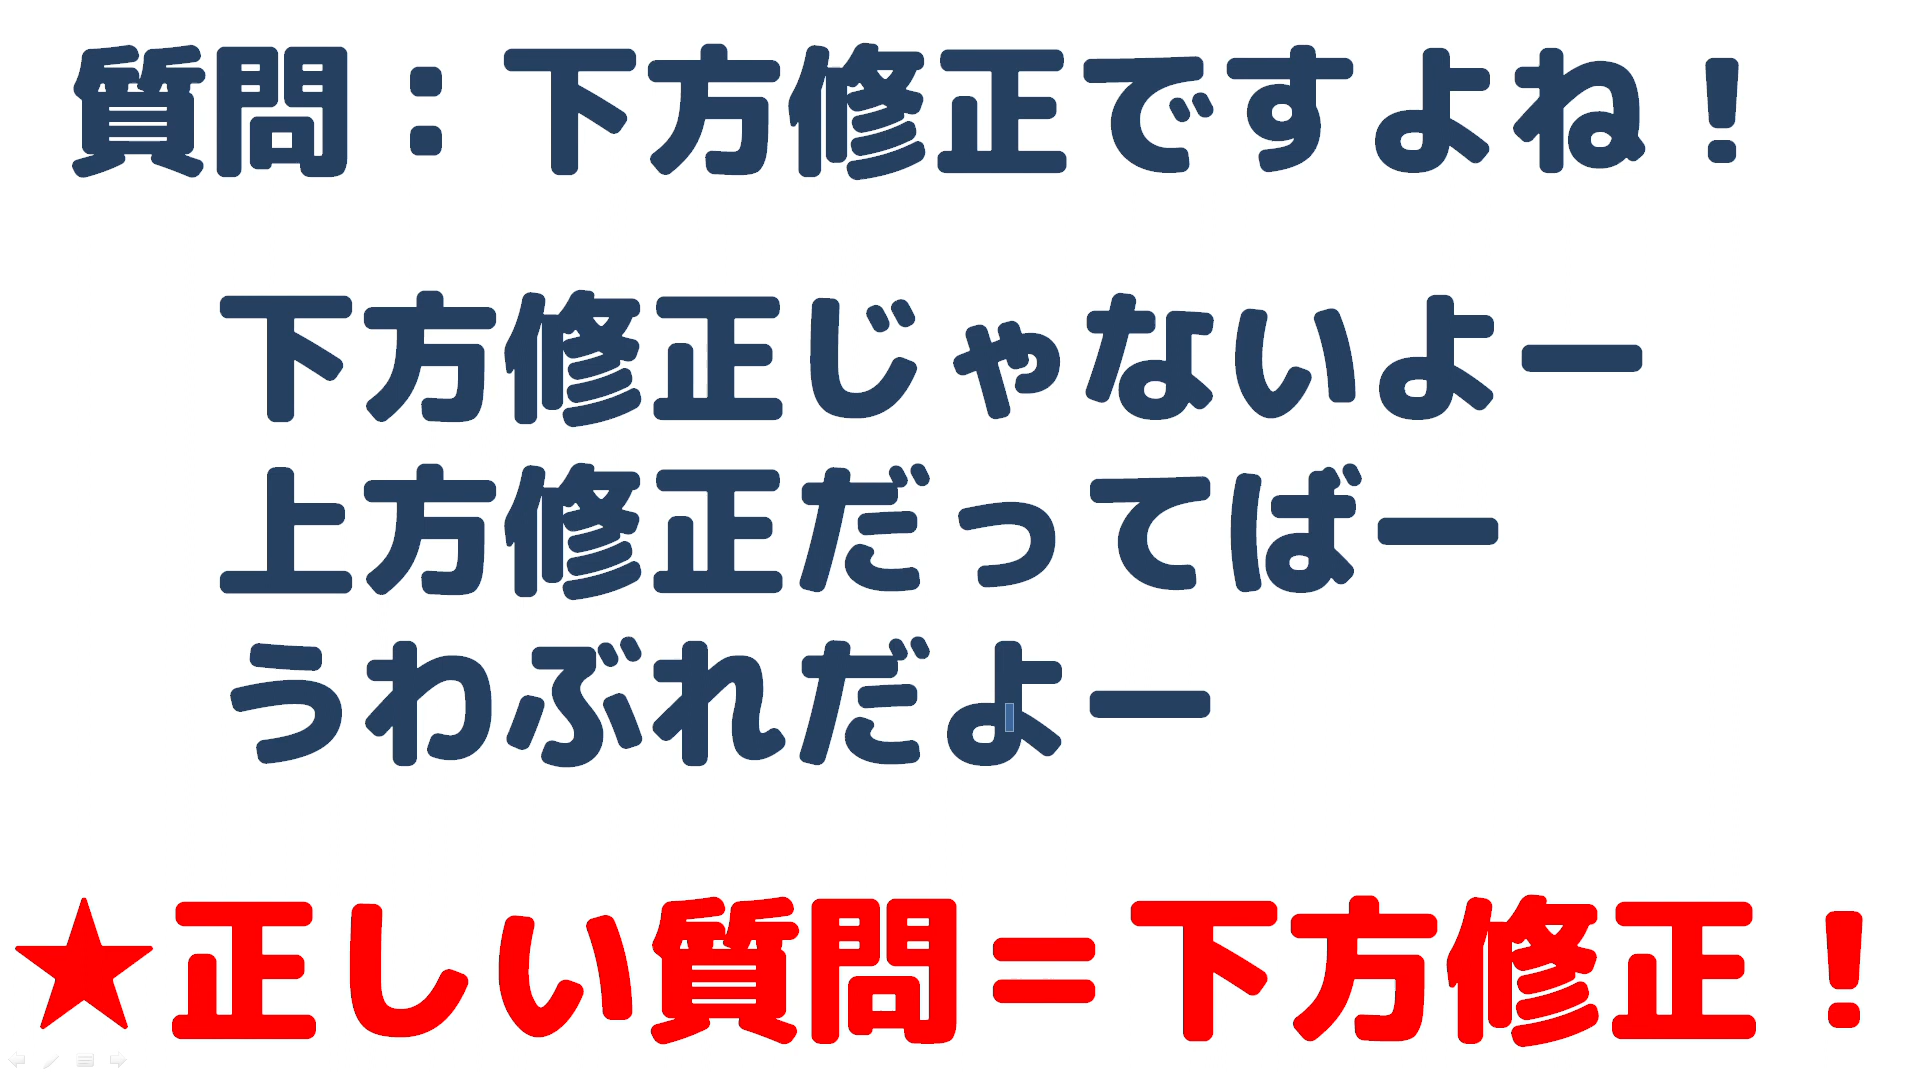 質問：下方修正ですよね！
下方修正じゃないよー
上方修正だってばー
うわぶれだよー
★正しい質問＝下方修正！